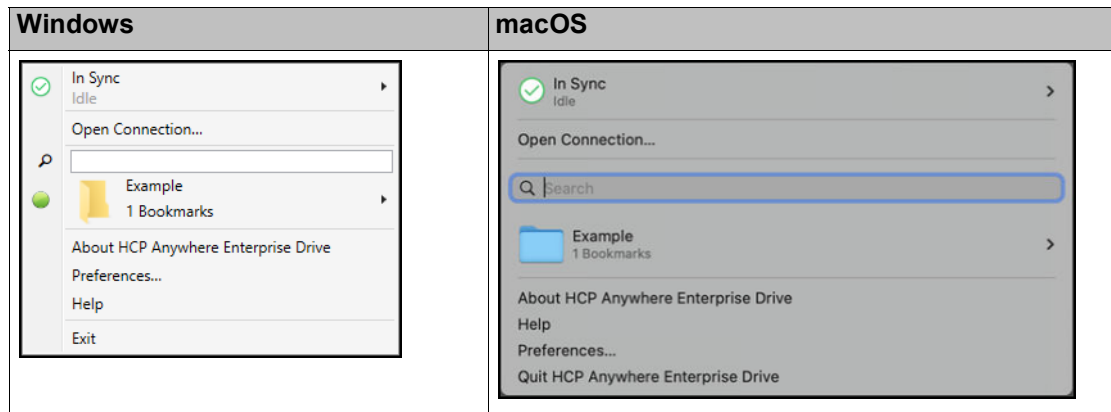 Windows
macOS
In Sync
Idle
Open Connection...
Example
1 Bookmarks
About HCP Anywhere Enterprise Drive
Preferences...
Help
Exit
In Sync
Idle
Open Connection...
Search
Example
1 Bookmarks
About HCP Anywhere Enterprise Drive
Help
Preferences...
Quit HCP Anywhere Enterprise Drive